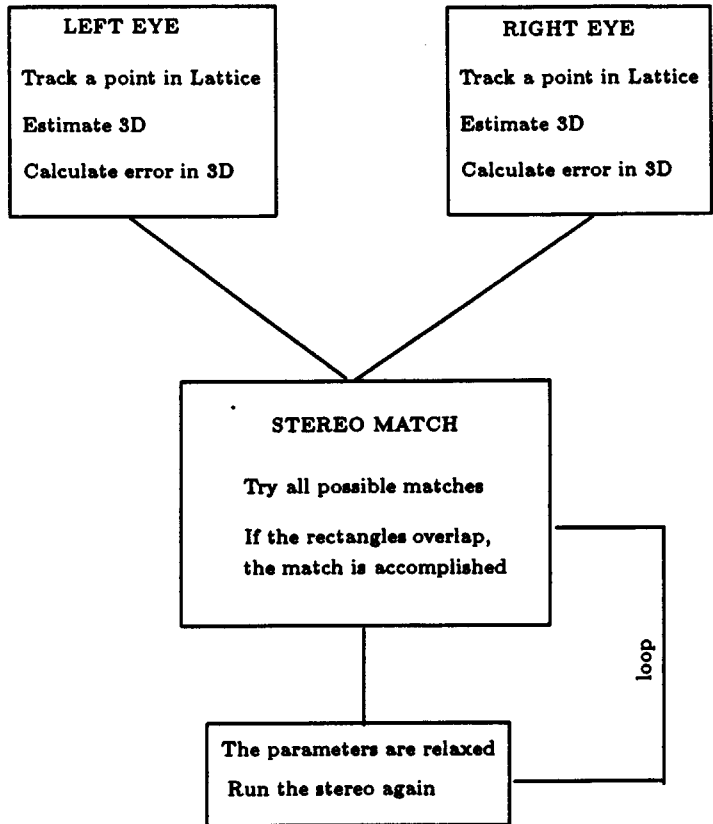 LEFT EYE
Track a point in Lattice
Estimate 3D
Calculate error in 3D
RIGHT EYE
Track a point in Lattice
Estimate 3D
Calculate error in 3D
STEREO MATCH
Try all possible matches
If the rectangles overlap,
the match is accomplished
loop
The parameters are relaxed
Run the stereo again